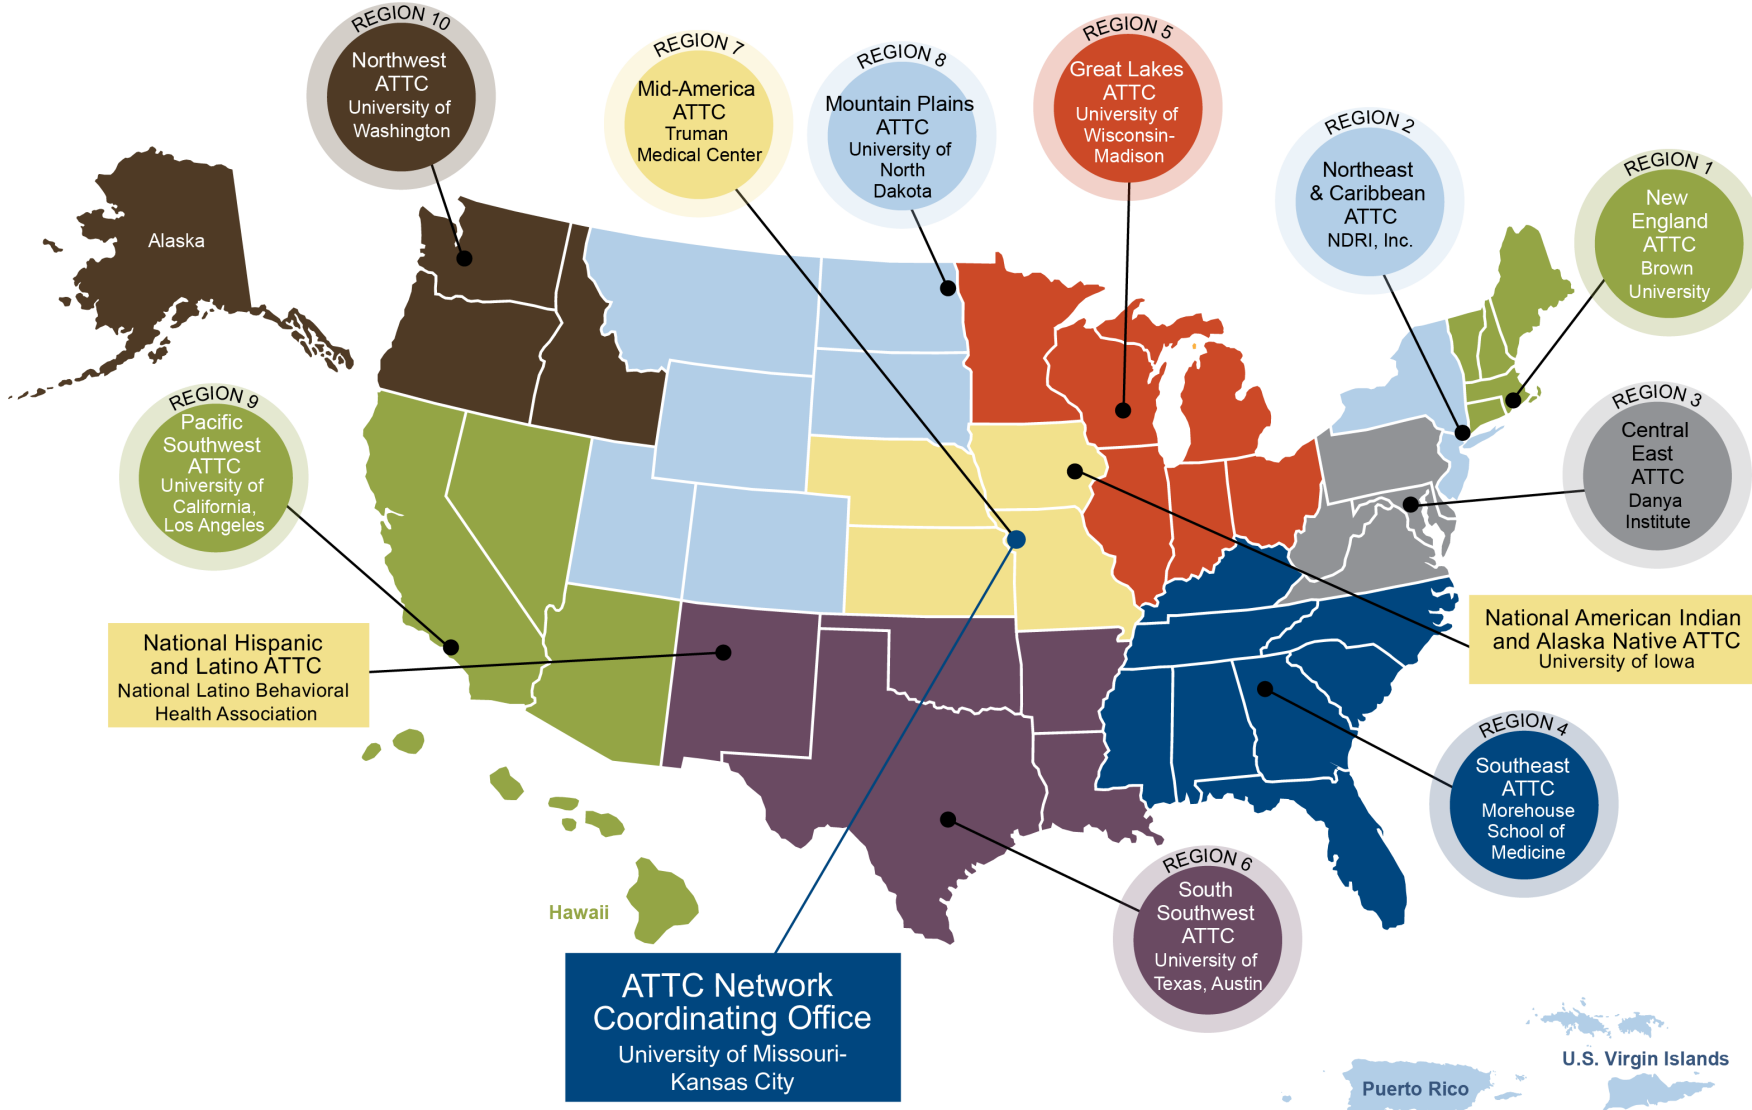 REGION 10
Northwest
ATTC
University of
Washington
REGION 7
Mid-America
ATTC
Truman
Medical Center
REGION 8
Mountain Plains
ATTC
University of
North
Dakota
REGION 5
Great Lakes
ATTC
University of
Wisconsin-
Madison
REGION 2
Northeast
& Caribbean
ATTC
NDRI, Inc.
REGION 1
New
England
ATTC
Brown
University
Alaska
REGION 9
Pacific
Southwest
ATTC
University of
California,
Los Angeles
REGION 3
Central
East
ATTC
Danya
Institute
National Hispanic
and Latino ATTC
National Latino Behavioral
Health Association
National American Indian
and Alaska Native ATTC
University of Iowa
REGION 4
Southeast
ATTC
Morehouse
School of
Medicine
REGION 6
South
Southwest
ATTC
University of
Texas, Austin
Hawaii
ATTC Network
Coordinating Office
University of Missouri-
Kansas City
U.S. Virgin Islands
Puerto Rico